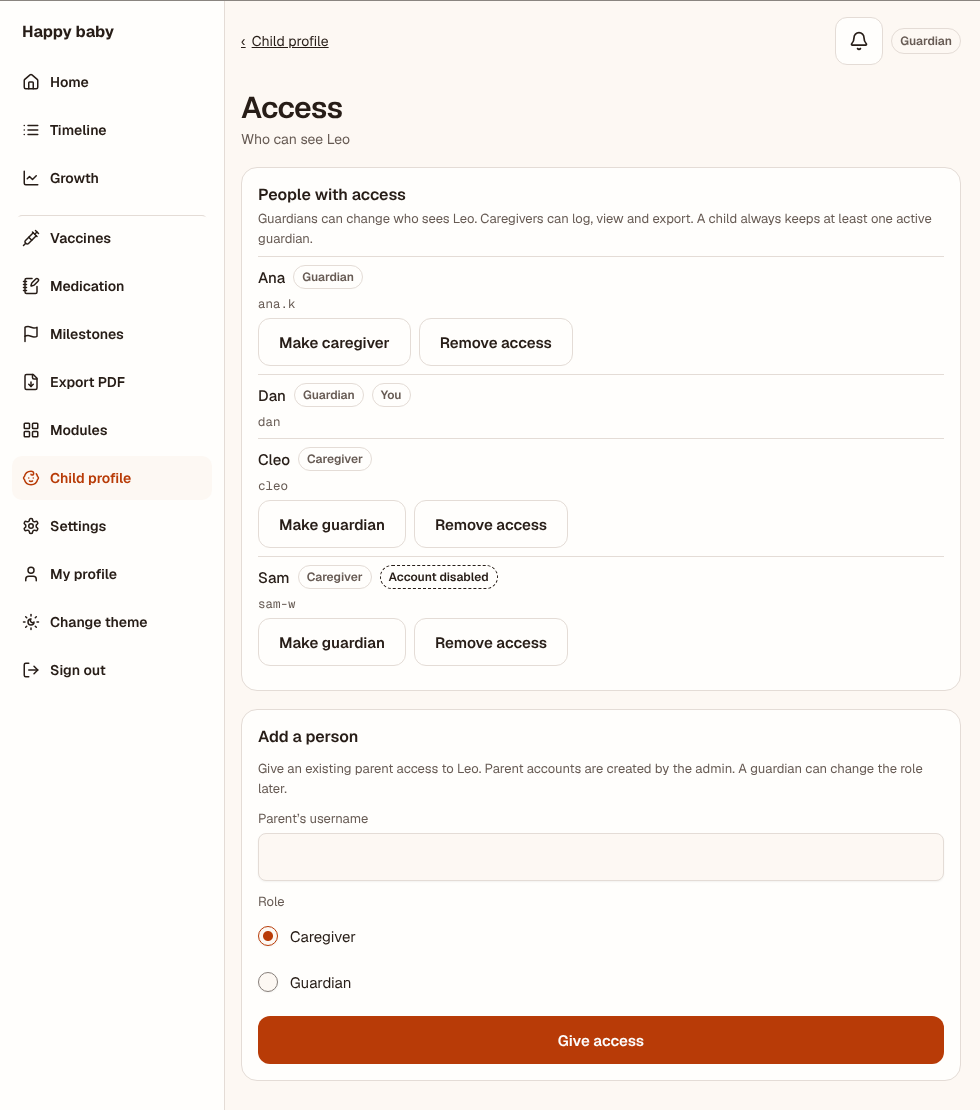 Happy baby
Home
Timeline
Growth
Vaccines
Medication
Milestones
Export PDF
Modules
Child profile
Settings
My profile
Change theme
Sign out
‹ Child profile
Guardian
Access
Who can see Leo
People with access
Guardians can change who sees Leo. Caregivers can log, view and export. A child always keeps at least one active
guardian.
Ana Guardian
ana.k
Make caregiver Remove access
Dan Guardian You
dan
Cleo Caregiver
cleo
Make guardian Remove access
Sam Caregiver Account disabled
sam-w
Make guardian Remove access
Add a person
Give an existing parent access to Leo. Parent accounts are created by the admin. A guardian can change the role
later.
Parent's username
Role
Caregiver
Guardian
Give access